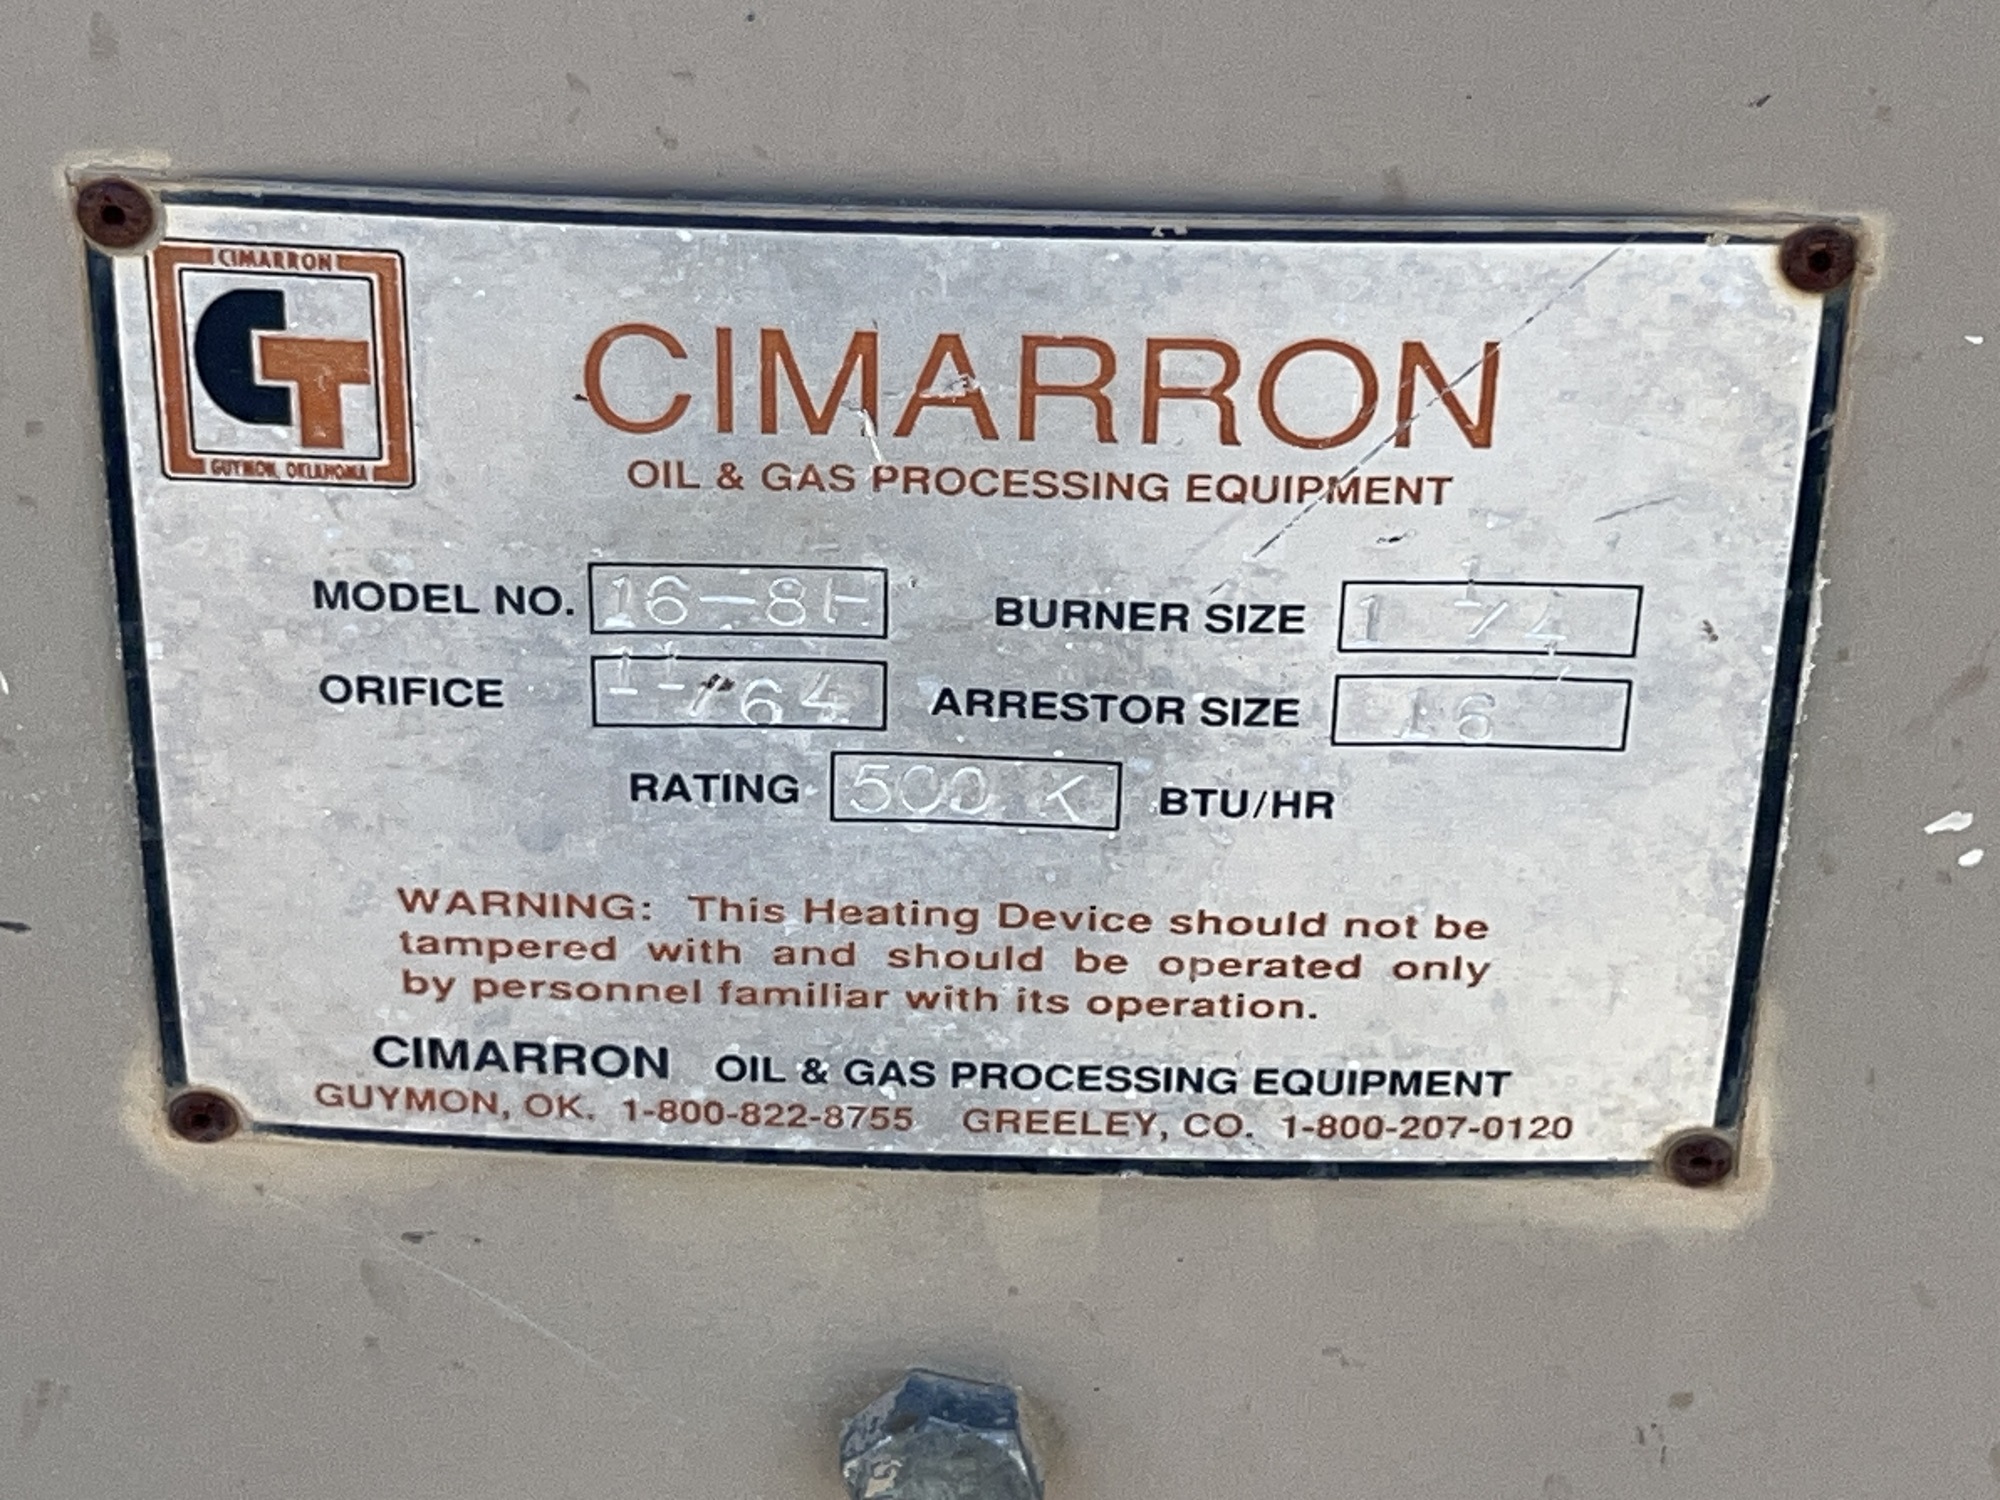 CIMARRON
CT
GUYMON, OKLAHOMA
CIMARRON
OIL & GAS PROCESSING EQUIPMENT
MODEL NO. 16-8H BURNER SIZE 1 1/4
ORIFICE 11/64 ARRESTOR SIZE 16
RATING 500 K BTU/HR
WARNING: This Heating Device should not be
tampered with and should be operated only
by personnel familiar with its operation.
CIMARRON OIL & GAS PROCESSING EQUIPMENT
GUYMON, OK. 1-800-822-8755 GREELEY, CO. 1-800-207-0120